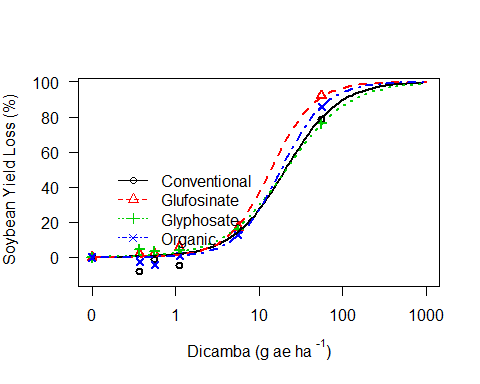 Soybean Yield Loss (%)
100
80
60
40
20
0
Conventional
Glufosinate
Glyphosate
Organic
0 1 10 100 1000
Dicamba (g ae ha⁻¹)